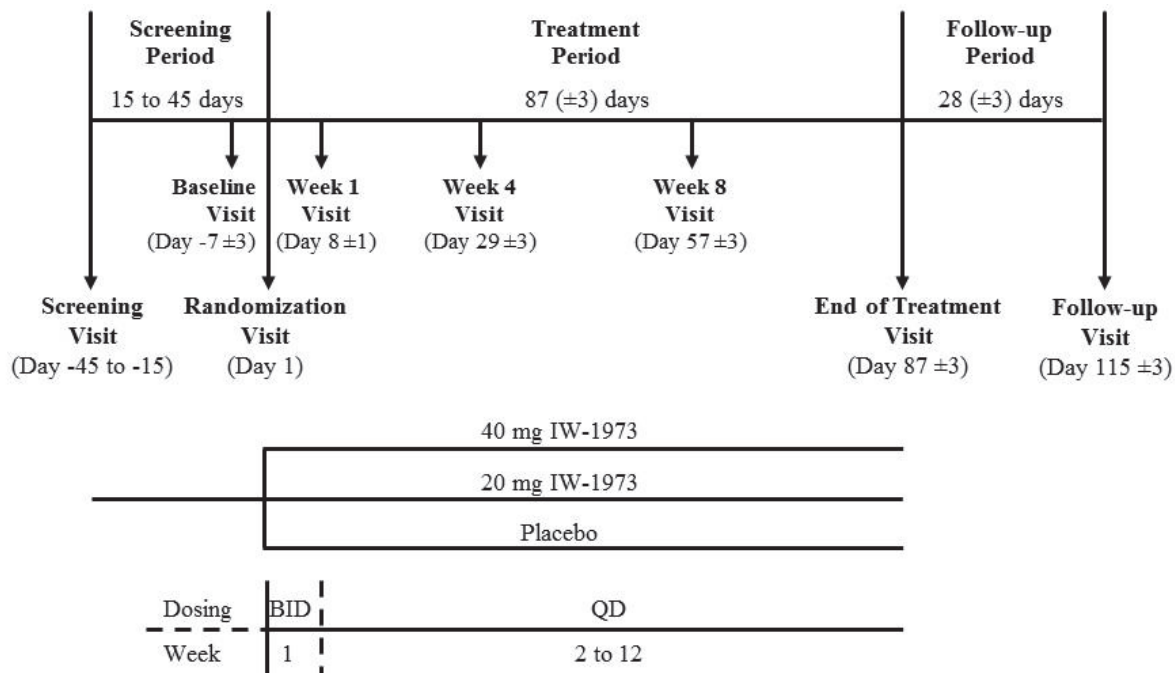 Screening
Period
15 to 45 days
Treatment
Period
87 (±3) days
Follow-up
Period
28 (±3) days
Baseline
Visit
(Day -7 ±3)
Week 1
Visit
(Day 8 ±1)
Week 4
Visit
(Day 29 ±3)
Week 8
Visit
(Day 57 ±3)
Screening
Visit
(Day -45 to -15)
Randomization
Visit
(Day 1)
End of Treatment
Visit
(Day 87 ±3)
Follow-up
Visit
(Day 115 ±3)
40 mg IW-1973
20 mg IW-1973
Placebo
Dosing BID QD
Week 1 2 to 12